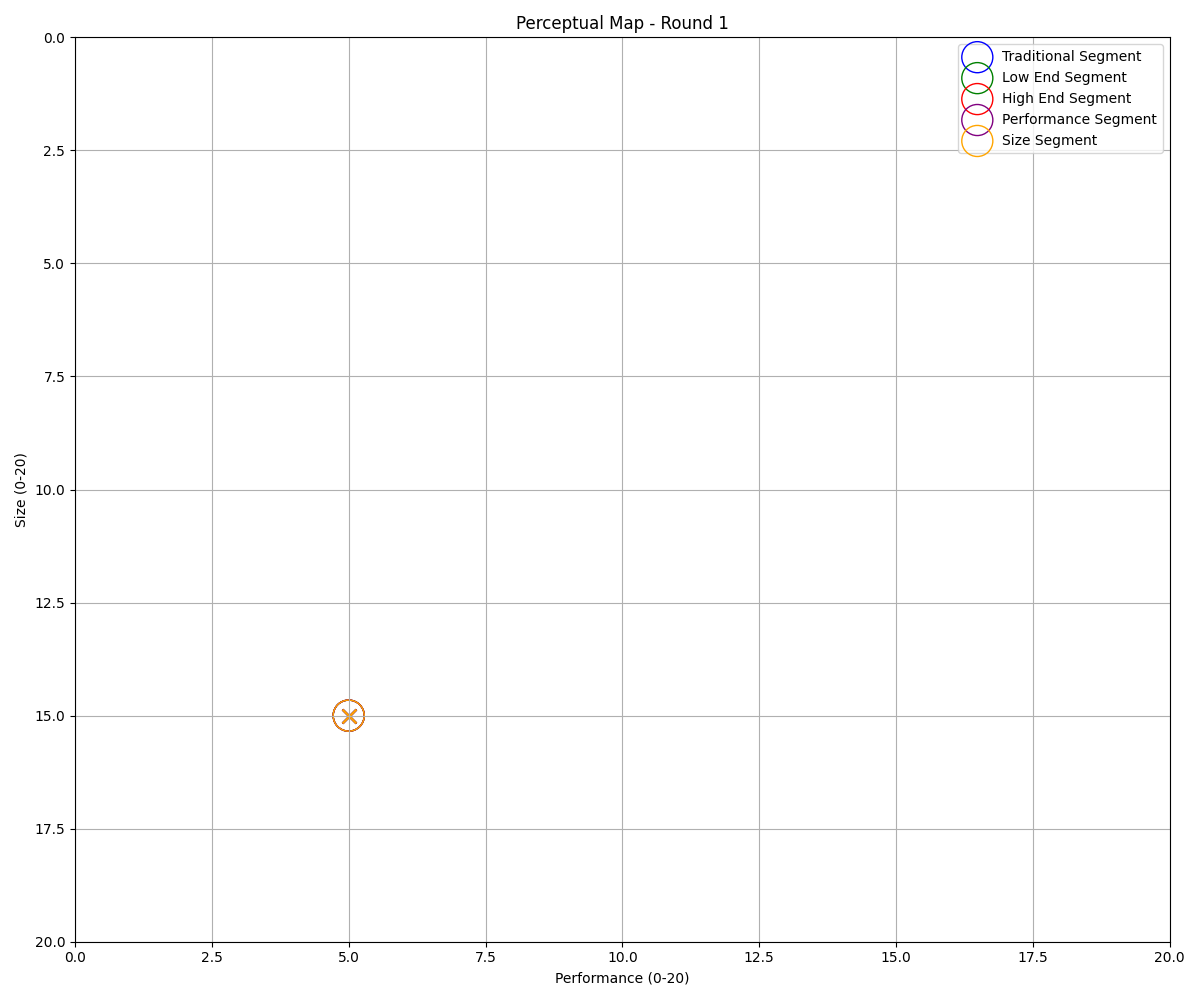 Perceptual Map - Round 1
Traditional Segment
Low End Segment
High End Segment
Performance Segment
Size Segment
0.0
2.5
5.0
7.5
10.0
12.5
15.0
17.5
20.0
Size (0-20)
0.0 2.5 5.0 7.5 10.0 12.5 15.0 17.5 20.0
Performance (0-20)